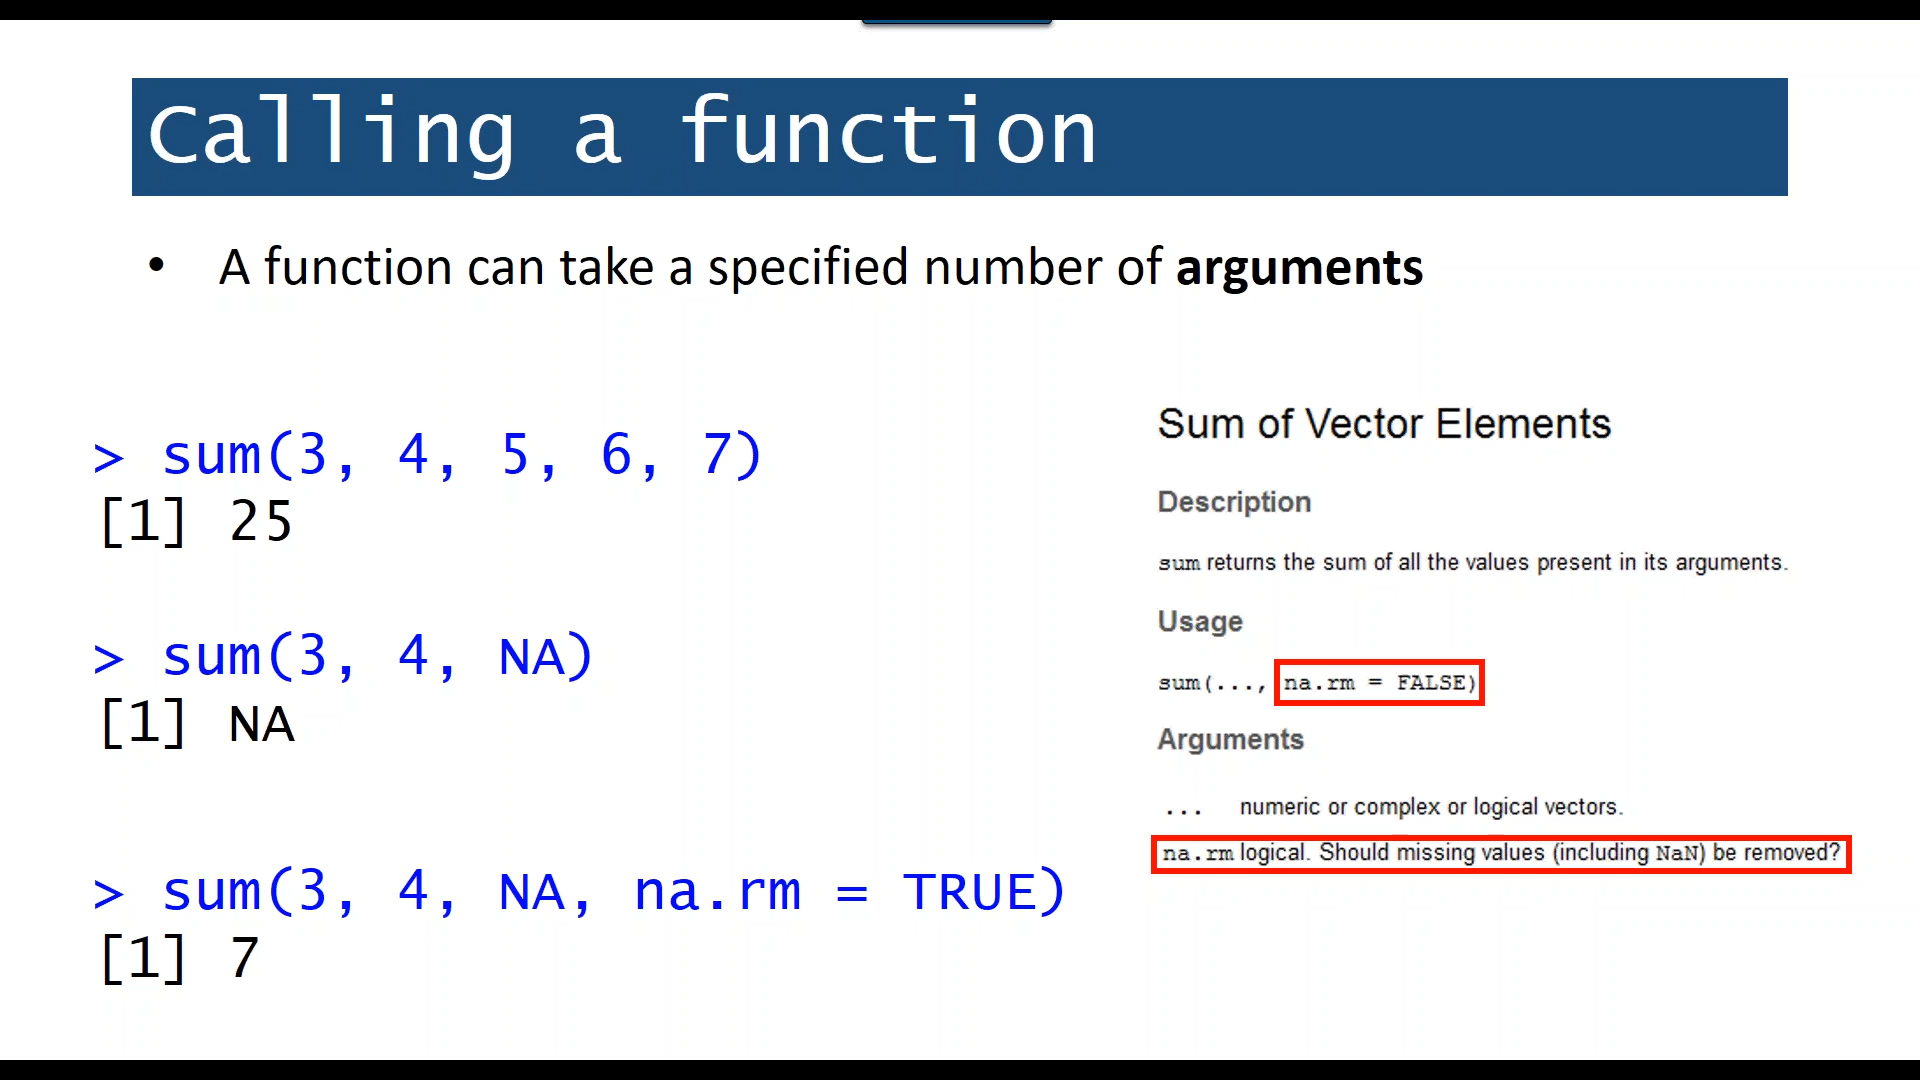 Calling a function
• A function can take a specified number of arguments
> sum(3, 4, 5, 6, 7)
[1] 25
> sum(3, 4, NA)
[1] NA
> sum(3, 4, NA, na.rm = TRUE)
[1] 7
Sum of Vector Elements
Description
sum returns the sum of all the values present in its arguments.
Usage
sum(..., na.rm = FALSE)
Arguments
... numeric or complex or logical vectors.
na.rm logical. Should missing values (including NaN) be removed?